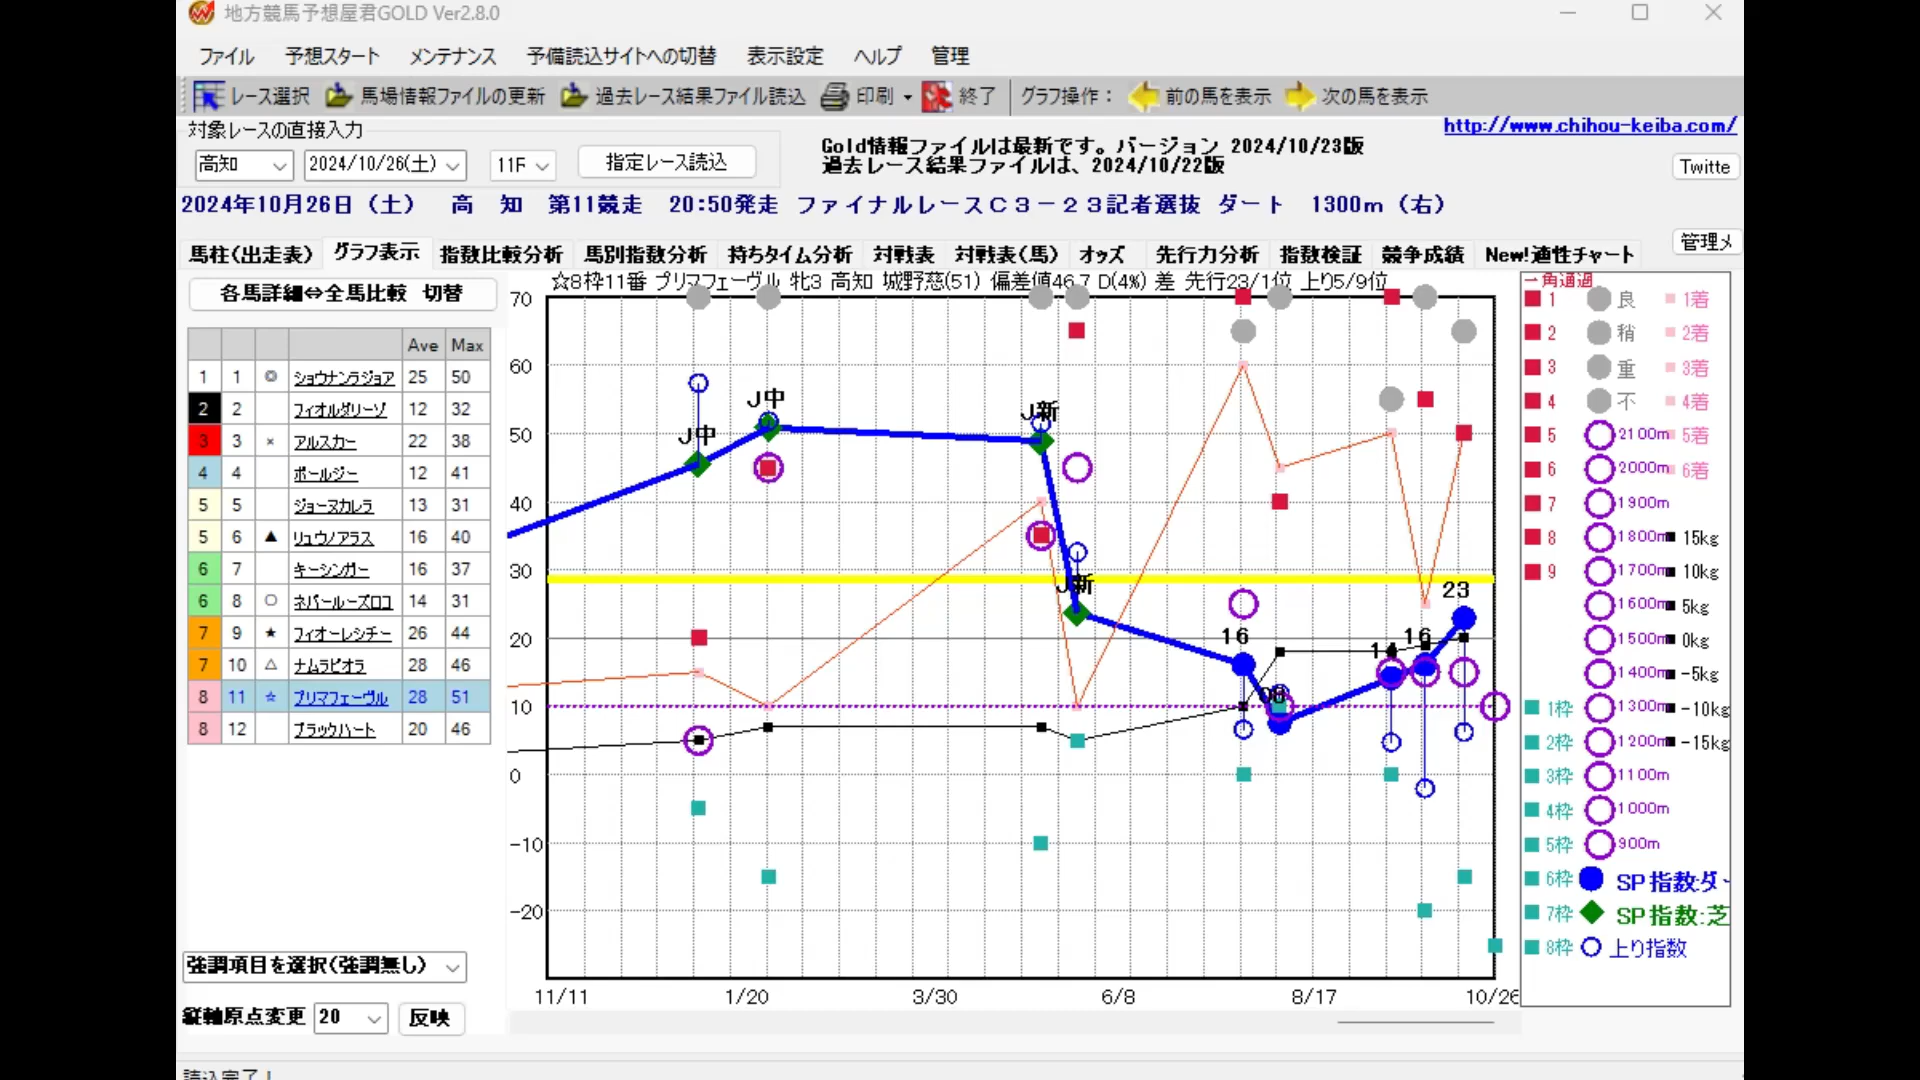 地方競馬予想屋君GOLD Ver2.8.0
ファイル 予想スタート メンテナンス 予備読込サイトへの切替 表示設定 ヘルプ 管理
レース選択 馬場情報ファイルの更新 過去レース結果ファイル読込 印刷 終了 グラフ操作： 前の馬を表示 次の馬を表示
対象レースの直接入力
http://www.chihou-keiba.com/
高知 2024/10/26(土) 11F 指定レース読込
Gold情報ファイルは最新です。バージョン 2024/10/23版
過去レース結果ファイルは、2024/10/22版
Twitte
2024年10月26日（土） 高 知 第11競走 20:50発走 ファイナルレースＣ３－２３記者選抜 ダート 1300m（右）
管理メ
馬柱(出走表) グラフ表示 指数比較分析 馬別指数分析 持ちタイム分析 対戦表 対戦表(馬) オッズ 先行力分析 指数検証 競争成績 New!適性チャート
各馬詳細⇔全馬比較 切替
☆8枠11番 プリマフェーヴル 牝3 高知 城野慈(51) 偏差値46.7 D(4%) 差 先行23/1位 上り5/9位
Ave Max
1 1 ◎ ショウナンラジョア 25 50
2 2 フィオルダリーゾ 12 32
3 3 × アルスカー 22 38
4 4 ポールジー 12 41
5 5 ジョーヌカレラ 13 31
5 6 ▲ リュウノアラス 16 40
6 7 キーシンガー 16 37
6 8 ○ ネバールーズロコ 14 31
7 9 ★ フィオーレシチー 26 44
7 10 △ ナムラピオラ 28 46
8 11 ☆ プリマフェーヴル 28 51
8 12 ブラックハート 20 46
強調項目を選択(強調無し)
縦軸原点変更 20 反映
70
60
50
40
30
20
10
0
-10
-20
J中
J中
J新
J新
16
08
14
16
23
11/11 1/20 3/30 6/8 8/17 10/26
一角通過
1 良 1着
2 稍 2着
3 重 3着
4 不 4着
5 2100m 5着
6 2000m 6着
7 1900m
8 1800m 15kg
9 1700m 10kg
1600m 5kg
1500m 0kg
1400m -5kg
1枠 1300m -10kg
2枠 1200m -15kg
3枠 1100m
4枠 1000m
5枠 900m
6枠 SP指数:ダ
7枠 SP指数:芝
8枠 上り指数
読込完了！